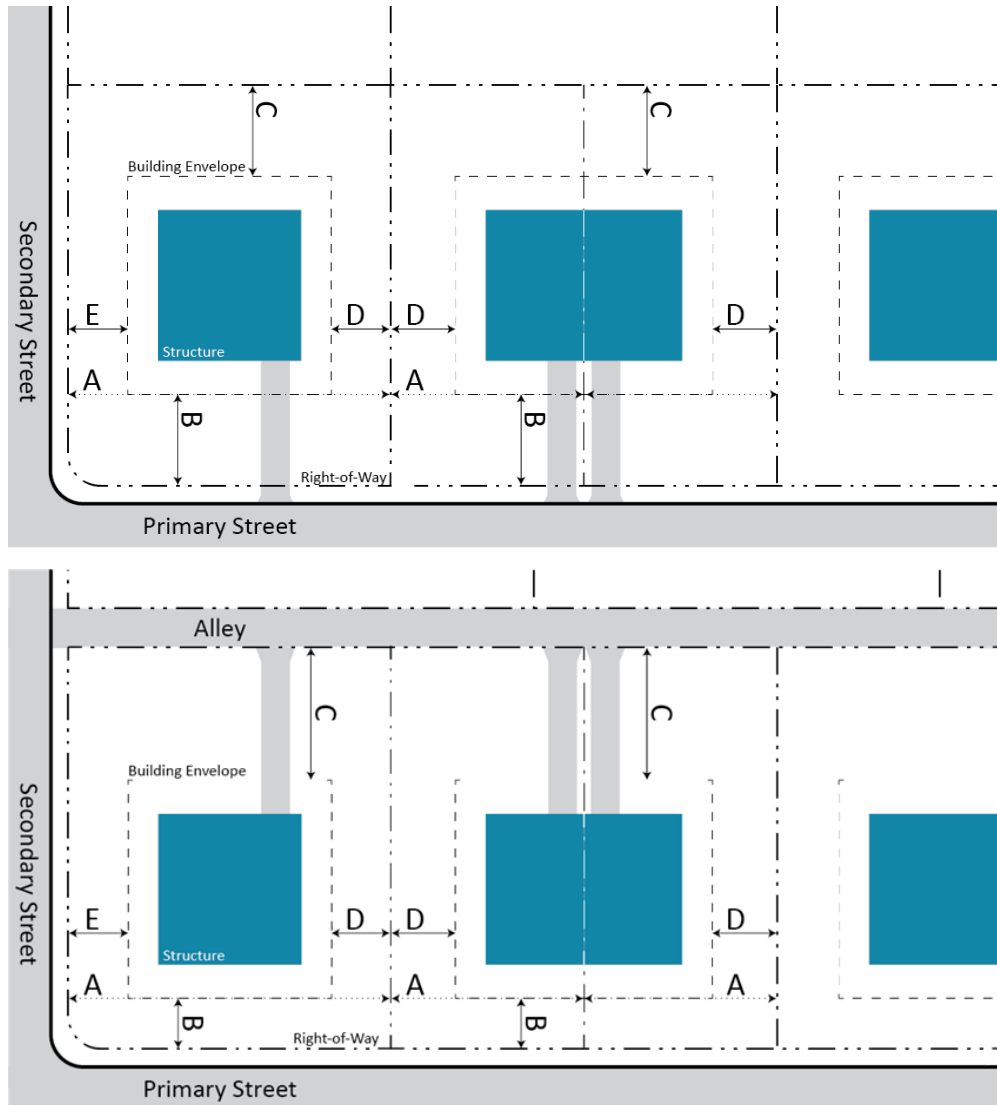 C
C
Building Envelope
Secondary Street
E
D
D
D
Structure
A
A
B
B
Right-of-Way
Primary Street
Alley
C
C
Building Envelope
Secondary Street
E
D
D
D
Structure
A
A
A
B
B
Right-of-Way
Primary Street